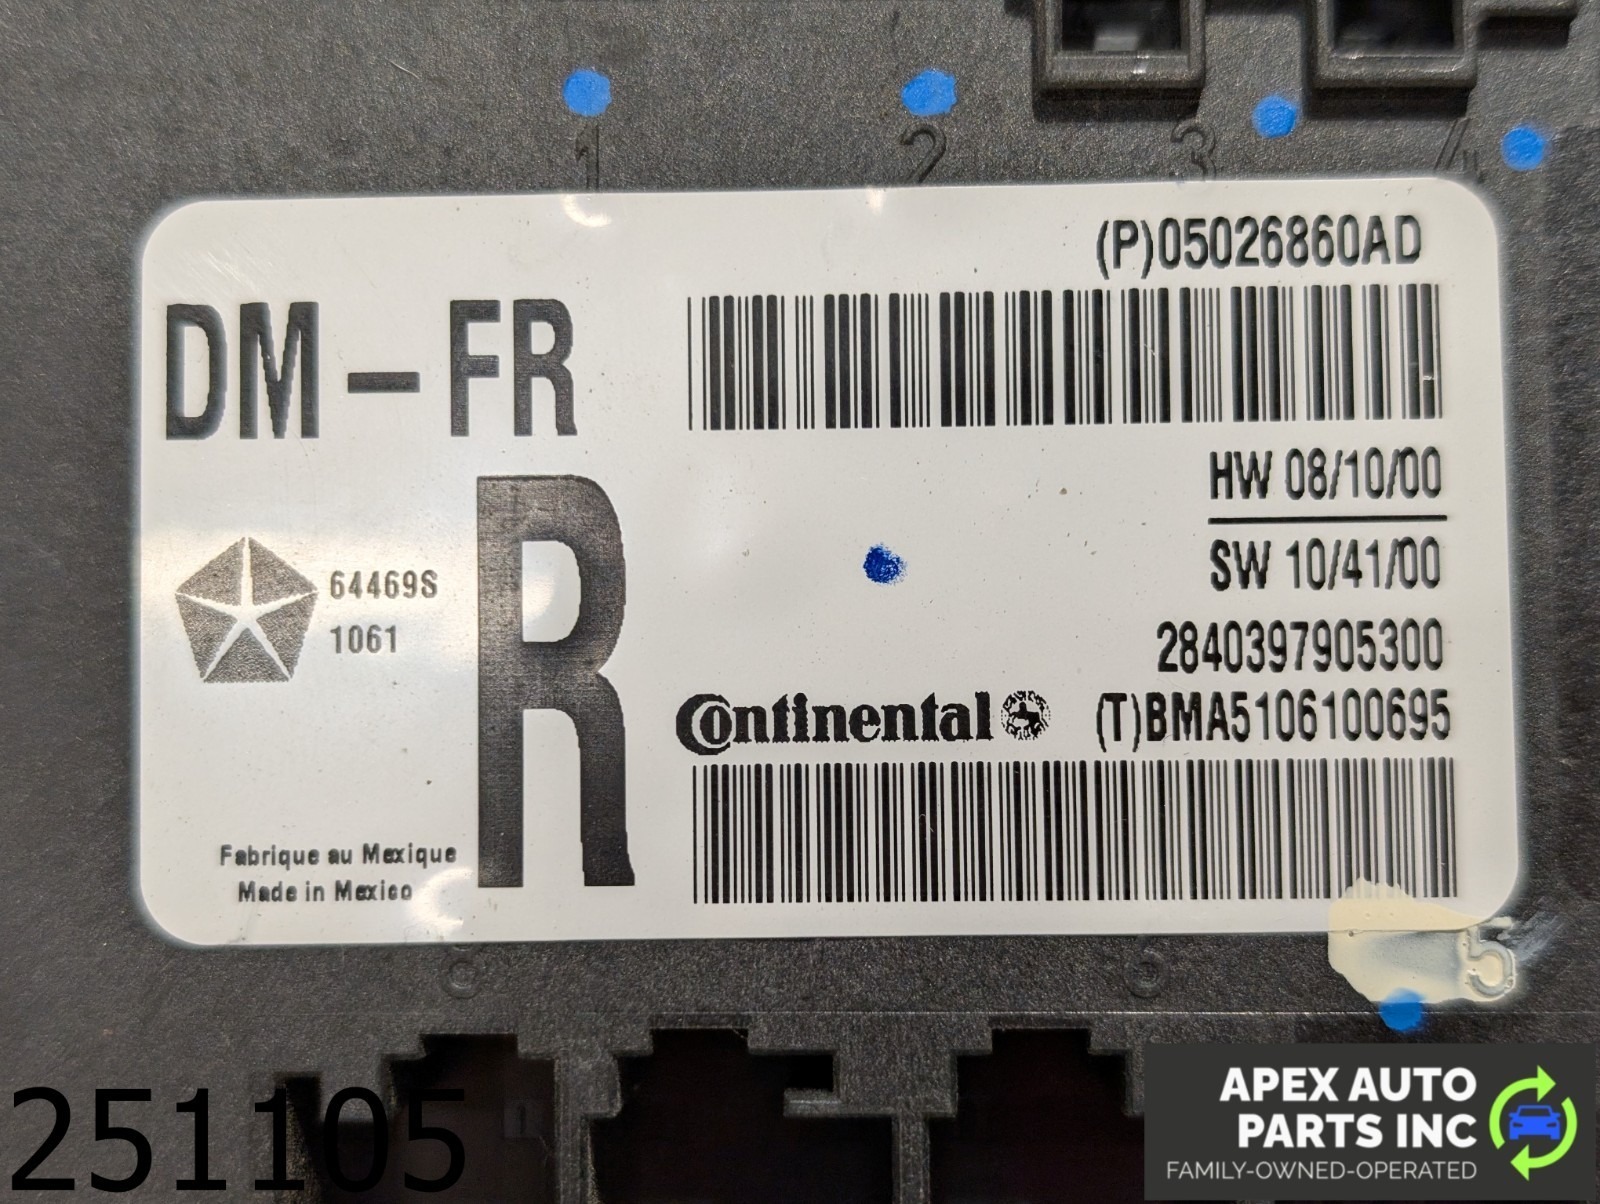 1 2 3 4
(P)05026860AD
DM-FR
HW 08/10/00
SW 10/41/00
64469S
1061
R
2840397905300
Continental
(T)BMA5106100695
Fabrique au Mexique
Made in Mexico
5
251105
APEX AUTO
PARTS INC
FAMILY-OWNED-OPERATED